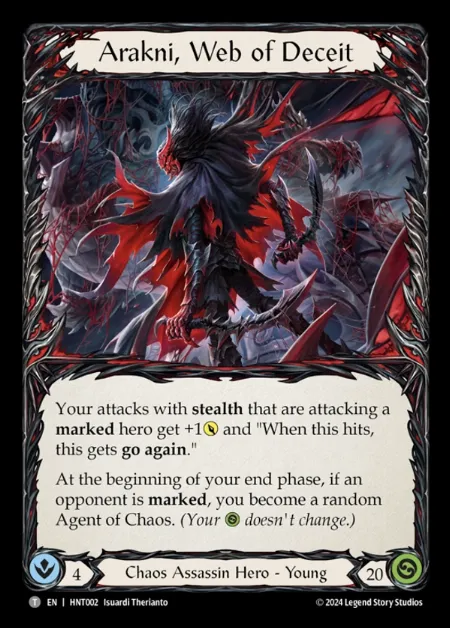 Arakni, Web of Deceit
Your attacks with stealth that are attacking a
marked hero get +1 and "When this hits,
this gets go again."
At the beginning of your end phase, if an
opponent is marked, you become a random
Agent of Chaos. (Your doesn't change.)
4 Chaos Assassin Hero - Young 20
T EN | HNT002 Isuardi Therianto © 2024 Legend Story Studios